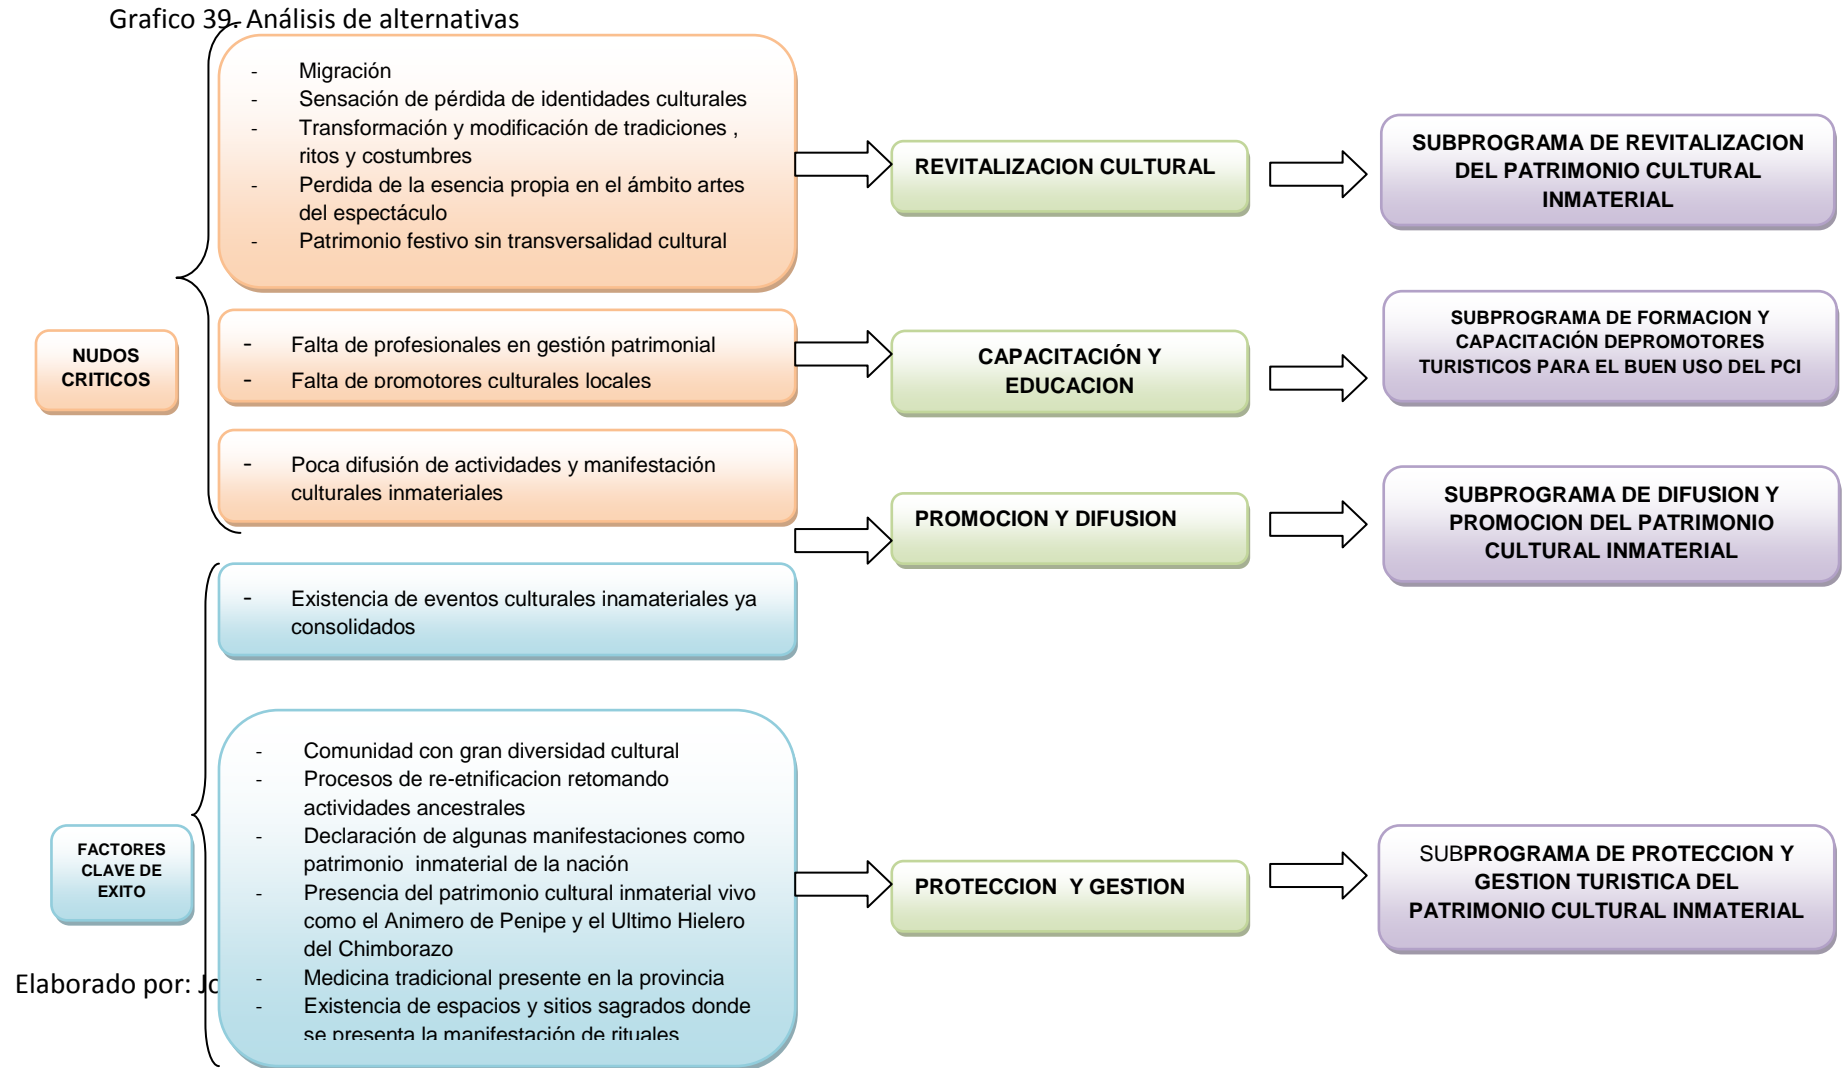 Grafico 39. Análisis de alternativas
NUDOS
CRITICOS
- Migración
- Sensación de pérdida de identidades culturales
- Transformación y modificación de tradiciones ,
ritos y costumbres
- Perdida de la esencia propia en el ámbito artes
del espectáculo
- Patrimonio festivo sin transversalidad cultural
REVITALIZACION CULTURAL
SUBPROGRAMA DE REVITALIZACION
DEL PATRIMONIO CULTURAL
INMATERIAL
- Falta de profesionales en gestión patrimonial
- Falta de promotores culturales locales
CAPACITACIÓN Y
EDUCACION
SUBPROGRAMA DE FORMACION Y
CAPACITACIÓN DEPROMOTORES
TURISTICOS PARA EL BUEN USO DEL PCI
- Poca difusión de actividades y manifestación
culturales inmateriales
PROMOCION Y DIFUSION
SUBPROGRAMA DE DIFUSION Y
PROMOCION DEL PATRIMONIO
CULTURAL INMATERIAL
FACTORES
CLAVE DE
EXITO
- Existencia de eventos culturales inamateriales ya
consolidados
- Comunidad con gran diversidad cultural
- Procesos de re-etnificacion retomando
actividades ancestrales
- Declaración de algunas manifestaciones como
patrimonio inmaterial de la nación
- Presencia del patrimonio cultural inmaterial vivo
como el Animero de Penipe y el Ultimo Hielero
del Chimborazo
- Medicina tradicional presente en la provincia
- Existencia de espacios y sitios sagrados donde
se presenta la manifestación de rituales
PROTECCION Y GESTION
SUBPROGRAMA DE PROTECCION Y
GESTION TURISTICA DEL
PATRIMONIO CULTURAL INMATERIAL
Elaborado por: